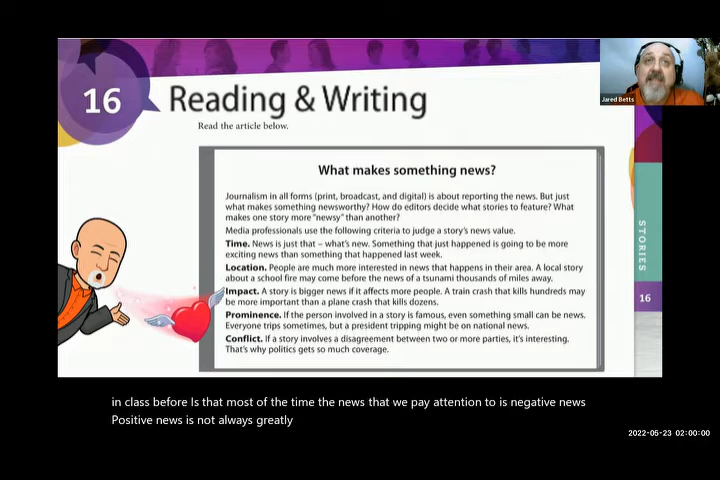 16
Reading & Writing
Jared Betts
Read the article below.
What makes something news?
Journalism in all forms (print, broadcast, and digital) is about reporting the news. But just
what makes something newsworthy? How do editors decide what stories to feature? What
makes one story more "newsy" than another?
Media professionals use the following criteria to judge a story's news value.
Time. News is just that – what's new. Something that just happened is going to be more
exciting news than something that happened last week.
Location. People are much more interested in news that happens in their area. A local story
about a school fire may come before the news of a tsunami thousands of miles away.
Impact. A story is bigger news if it affects more people. A train crash that kills hundreds may
be more important than a plane crash that kills dozens.
Prominence. If the person involved in a story is famous, even something small can be news.
Everyone trips sometimes, but a president tripping might be on national news.
Conflict. If a story involves a disagreement between two or more parties, it's interesting.
That's why politics gets so much coverage.
STORIES
16
in class before Is that most of the time the news that we pay attention to is negative news
Positive news is not always greatly
2022-05-23 02:00:00